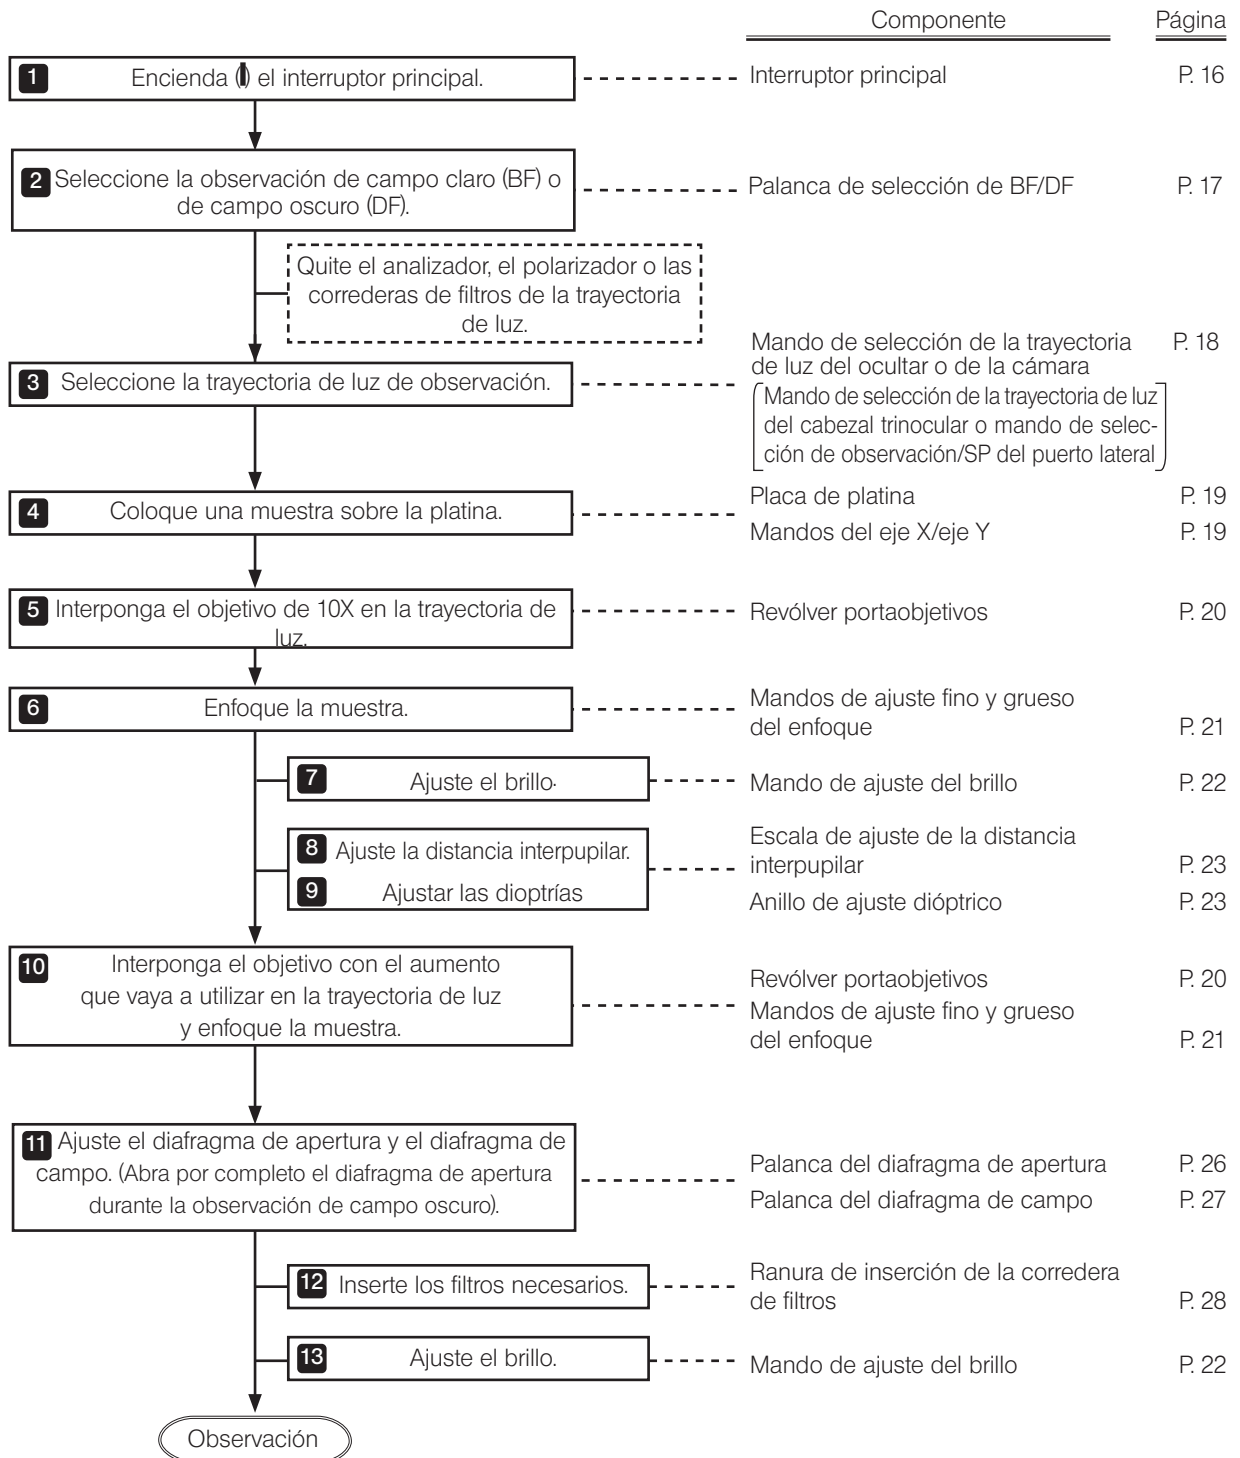 Componente Página
1 Encienda (I) el interruptor principal. Interruptor principal P. 16
2 Seleccione la observación de campo claro (BF) o
de campo oscuro (DF). Palanca de selección de BF/DF P. 17
Quite el analizador, el polarizador o las
correderas de filtros de la trayectoria
de luz.
3 Seleccione la trayectoria de luz de observación.
Mando de selección de la trayectoria P. 18
de luz del ocultar o de la cámara
Mando de selección de la trayectoria de luz
del cabezal trinocular o mando de selec-
ción de observación/SP del puerto lateral
4 Coloque una muestra sobre la platina.
Placa de platina P. 19
Mandos del eje X/eje Y P. 19
5 Interponga el objetivo de 10X en la trayectoria de
luz.
Revólver portaobjetivos P. 20
6 Enfoque la muestra.
Mandos de ajuste fino y grueso
del enfoque P. 21
7 Ajuste el brillo. Mando de ajuste del brillo P. 22
8 Ajuste la distancia interpupilar.
9 Ajustar las dioptrías
Escala de ajuste de la distancia
interpupilar P. 23
Anillo de ajuste dióptrico P. 23
10 Interponga el objetivo con el aumento
que vaya a utilizar en la trayectoria de luz
y enfoque la muestra.
Revólver portaobjetivos P. 20
Mandos de ajuste fino y grueso
del enfoque P. 21
11 Ajuste el diafragma de apertura y el diafragma de
campo. (Abra por completo el diafragma de apertura
durante la observación de campo oscuro).
Palanca del diafragma de apertura P. 26
Palanca del diafragma de campo P. 27
12 Inserte los filtros necesarios.
Ranura de inserción de la corredera
de filtros P. 28
13 Ajuste el brillo. Mando de ajuste del brillo P. 22
Observación